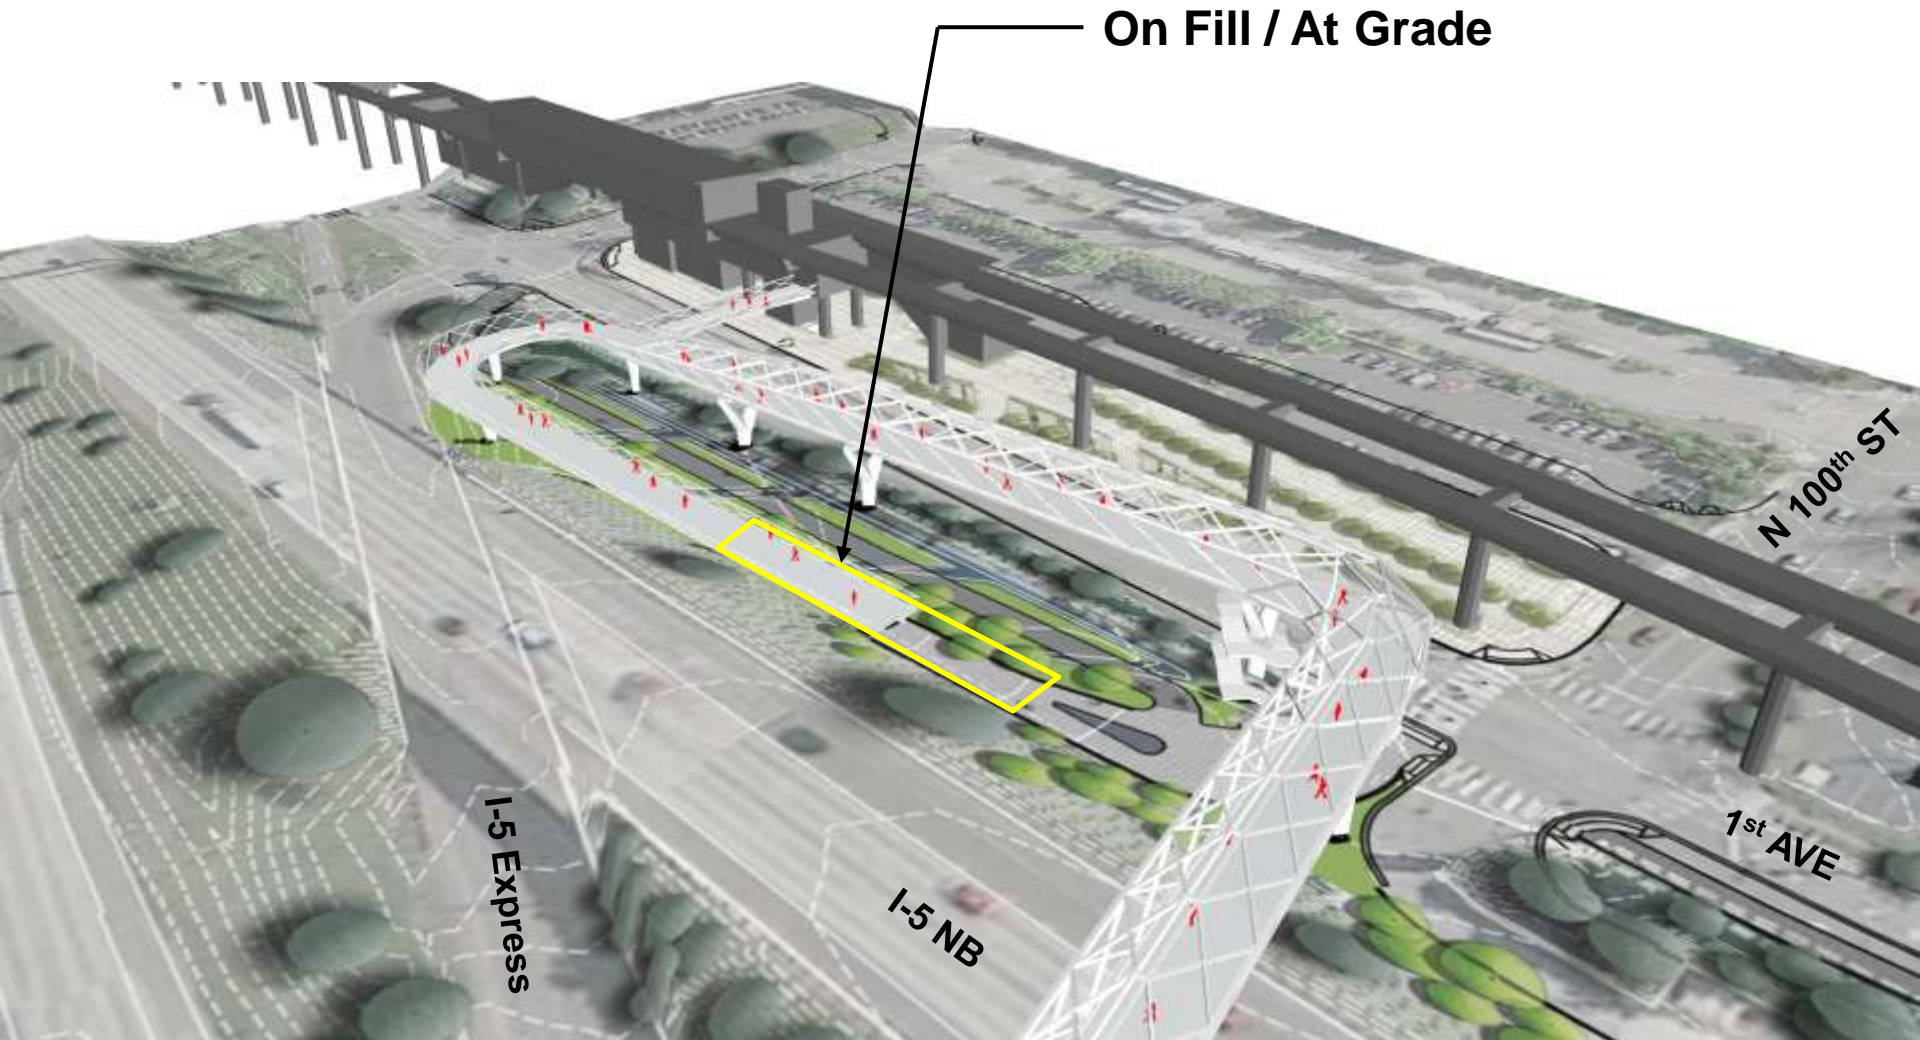 On Fill / At Grade
N 100th ST
1st AVE
I-5 Express
I-5 NB